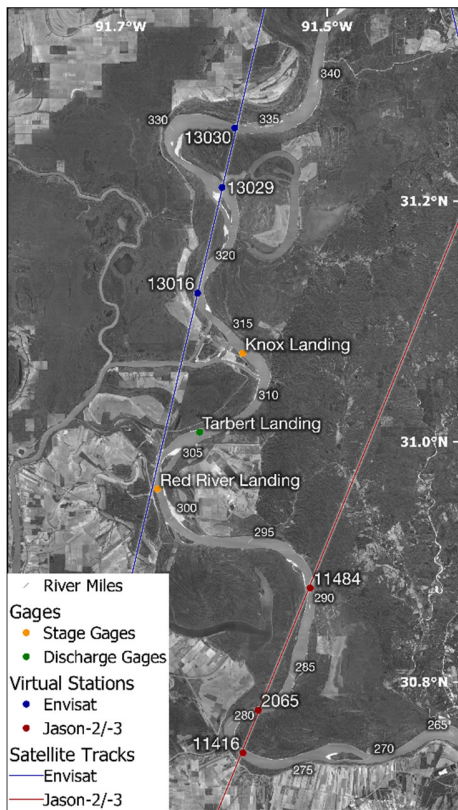 91.7°W
91.5°W
340
330
335
13030
13029
31.2°N
320
13016
315
Knox Landing
310
Tarbert Landing
31.0°N
305
Red River Landing
300
295
11484
290
River Miles
Gages
Stage Gages
Discharge Gages
Virtual Stations
Envisat
Jason-2/-3
Satellite Tracks
Envisat
Jason-2/-3
285
30.8°N
2065
280
265
11416
270
275